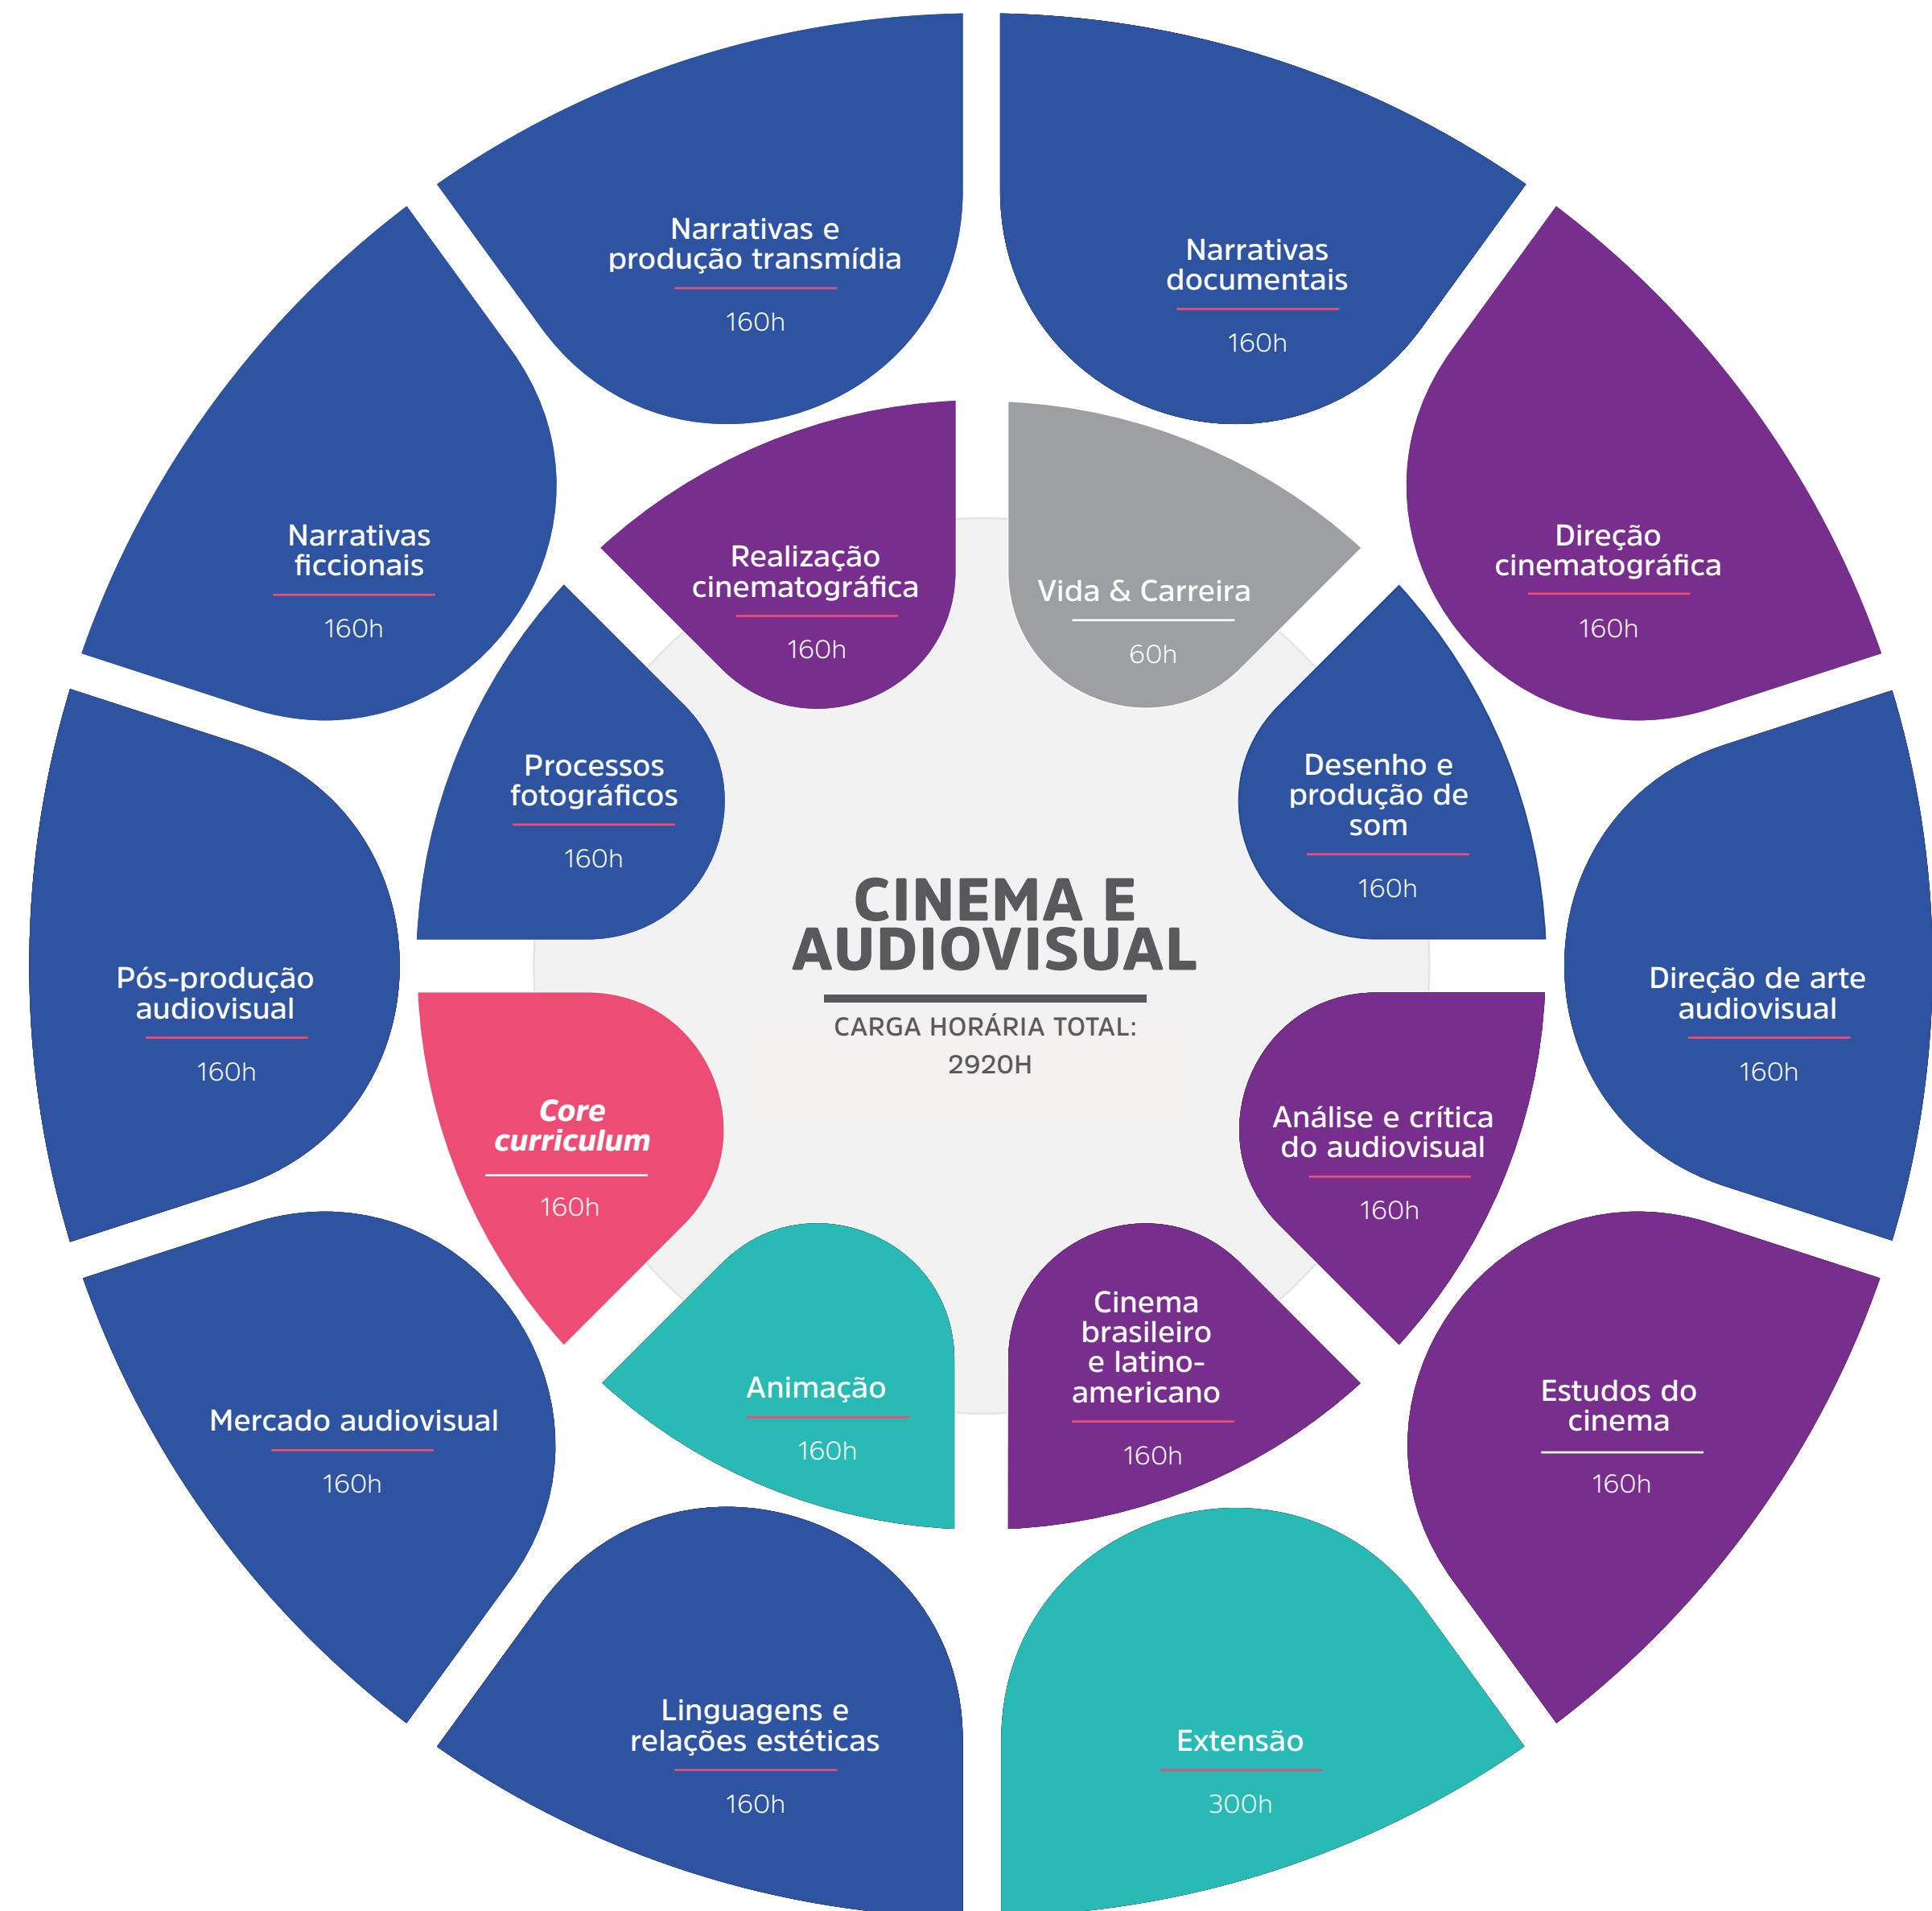 Narrativas e
produção transmídia
160h
Narrativas
documentais
160h
Narrativas
ficcionais
160h
Realização
cinematográfica
160h
Vida & Carreira
60h
Direção
cinematográfica
160h
Processos
fotográficos
160h
Desenho e
produção de
som
160h
CINEMA E
AUDIOVISUAL
CARGA HORÁRIA TOTAL:
2920H
Pós-produção
audiovisual
160h
Direção de arte
audiovisual
160h
Core
curriculum
160h
Análise e crítica
do audiovisual
160h
Mercado audiovisual
160h
Animação
160h
Cinema
brasileiro
e latino-
americano
160h
Estudos do
cinema
160h
Linguagens e
relações estéticas
160h
Extensão
300h